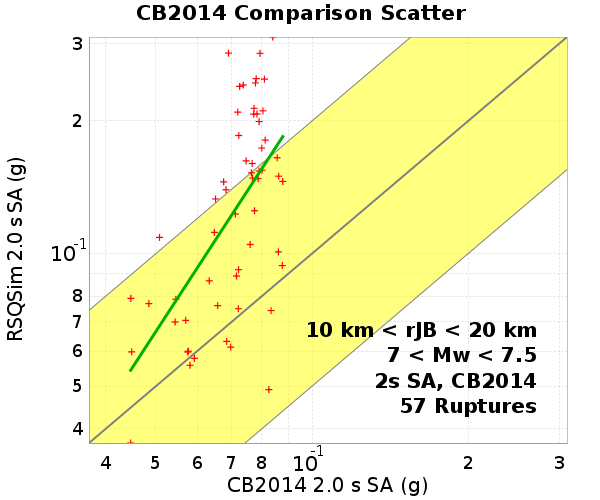 CB2014 Comparison Scatter
RSQSim 2.0 s SA (g)
3
2
10-1
8
7
6
5
4
10 km < rJB < 20 km
7 < Mw < 7.5
2s SA, CB2014
57 Ruptures
4 5 6 7 8 10-1 2 3
CB2014 2.0 s SA (g)